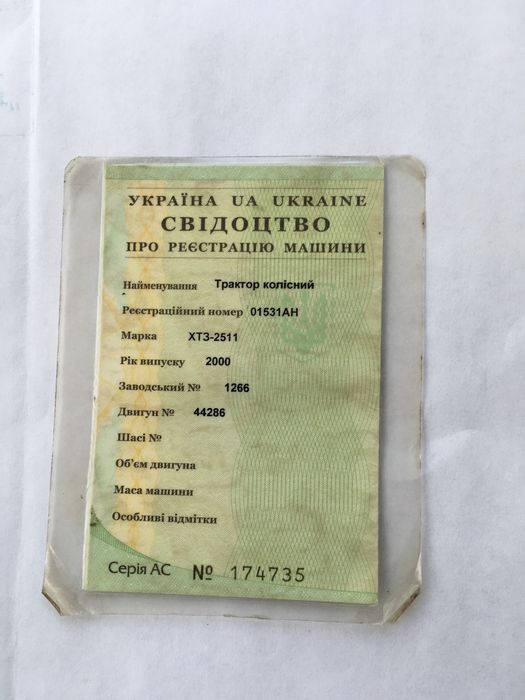 УКРАЇНА UA UKRAINE
СВІДОЦТВО
ПРО РЕЄСТРАЦІЮ МАШИНИ
Найменування Трактор колісний
Реєстраційний номер 01531АН
Марка ХТЗ-2511
Рік випуску 2000
Заводський № 1266
Двигун № 44286
Шасі №
Об'єм двигуна
Маса машини
Особливі відмітки
Серія АС № 174735